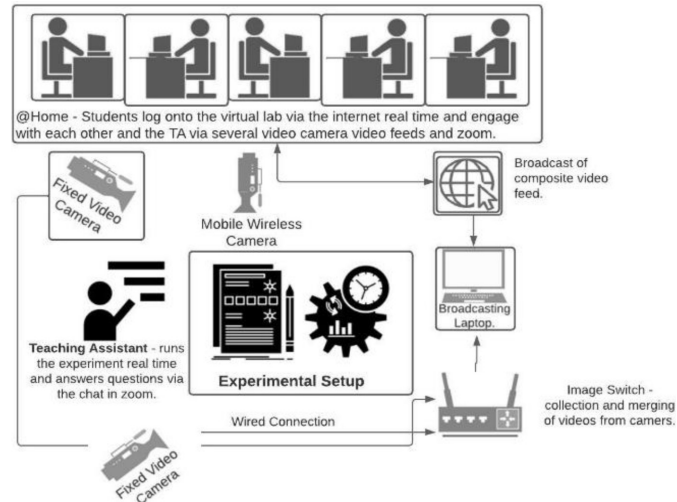 @Home - Students log onto the virtual lab via the internet real time and engage
with each other and the TA via several video camera video feeds and zoom.
Fixed Video
Camera
Mobile Wireless
Camera
Broadcast of
composite video
feed.
Broadcasting
Laptop.
Teaching Assistant - runs
the experiment real time
and answers questions via
the chat in zoom.
Experimental Setup
Image Switch -
collection and merging
of videos from camers.
Wired Connection
Fixed Video
Camera